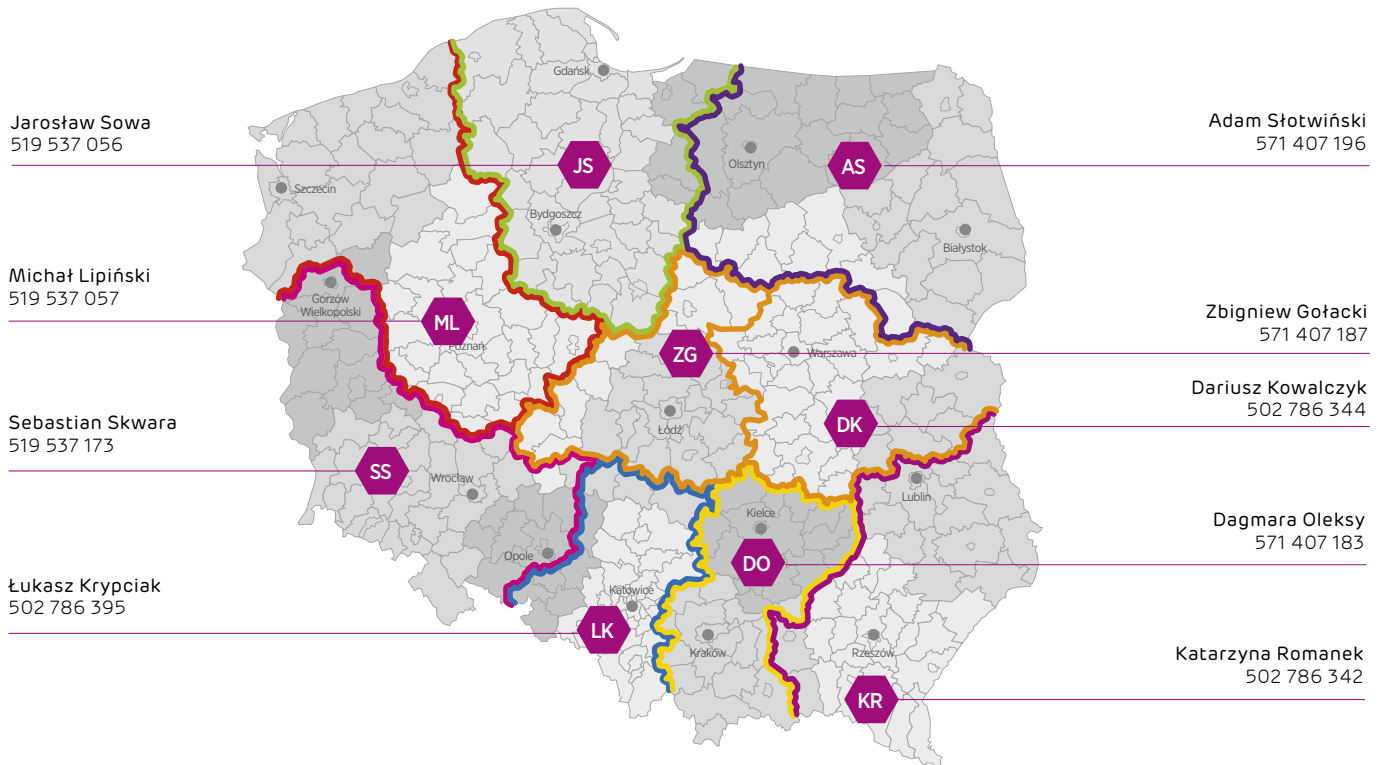 Jarosław Sowa
519 537 056
Michał Lipiński
519 537 057
Sebastian Skwara
519 537 173
Łukasz Krypciak
502 786 395
Gdańsk
JS
Olsztyn
AS
Szczecin
Bydgoszcz
Białystok
Gorzów
Wielkopolski
ML
Poznań
ZG
Warszawa
Łódź
DK
SS
Wrocław
Lublin
Kielce
Opole
DO
Katowice
LK
Kraków
Rzeszów
KR
Adam Słotwiński
571 407 196
Zbigniew Gołacki
571 407 187
Dariusz Kowalczyk
502 786 344
Dagmara Oleksy
571 407 183
Katarzyna Romanek
502 786 342